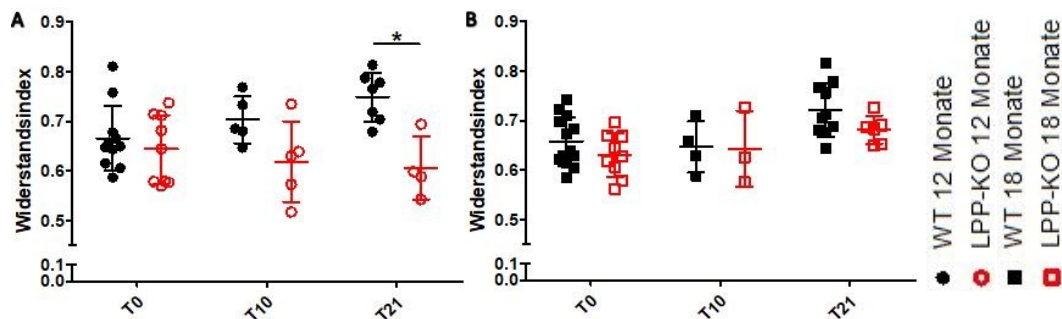 A
Widerstandsindex
0.9
0.8
0.7
0.6
0.5
0.1
0.0
*
T0
T10
T21
B
Widerstandsindex
0.9
0.8
0.7
0.6
0.5
0.1
0.0
T0
T10
T21
WT 12 Monate
LPP-KO 12 Monate
WT 18 Monate
LPP-KO 18 Monate